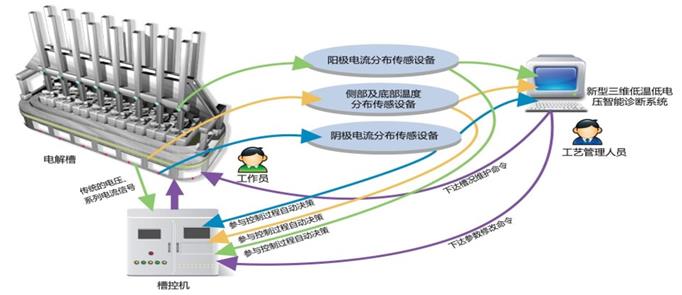 阳极电流分布传感设备
侧部及底部温度
分布传感设备
阴极电流分布传感设备
新型三维低温低电
压智能诊断系统
工艺管理人员
电解槽
工作员
传统的电压、
系列电流信号
下达槽况维护命令
参与控制过程自动决策
参与控制过程自动决策
参与控制过程自动决策
下达参数修改命令
槽控机